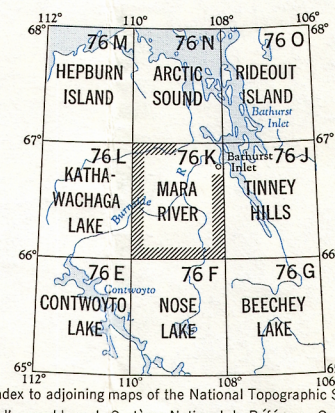 112° 110° 108° 106°
68° 68°
76 M 76 N 76 O
HEPBURN ISLAND
ARCTIC SOUND
RIDEOUT ISLAND
Bathurst Inlet
67° 67°
76 L 76 K 76 J
Bathurst Inlet
KATHA-
WACHAGA
LAKE
MARA
RIVER
TINNEY
HILLS
Burnside
R
66° 66°
76 E 76 F 76 G
Contwoyto
L
CONTWOYTO
LAKE
NOSE
LAKE
BEECHEY
LAKE
65°
112° 110° 108°
ndex to adjoining maps of the National Topographic